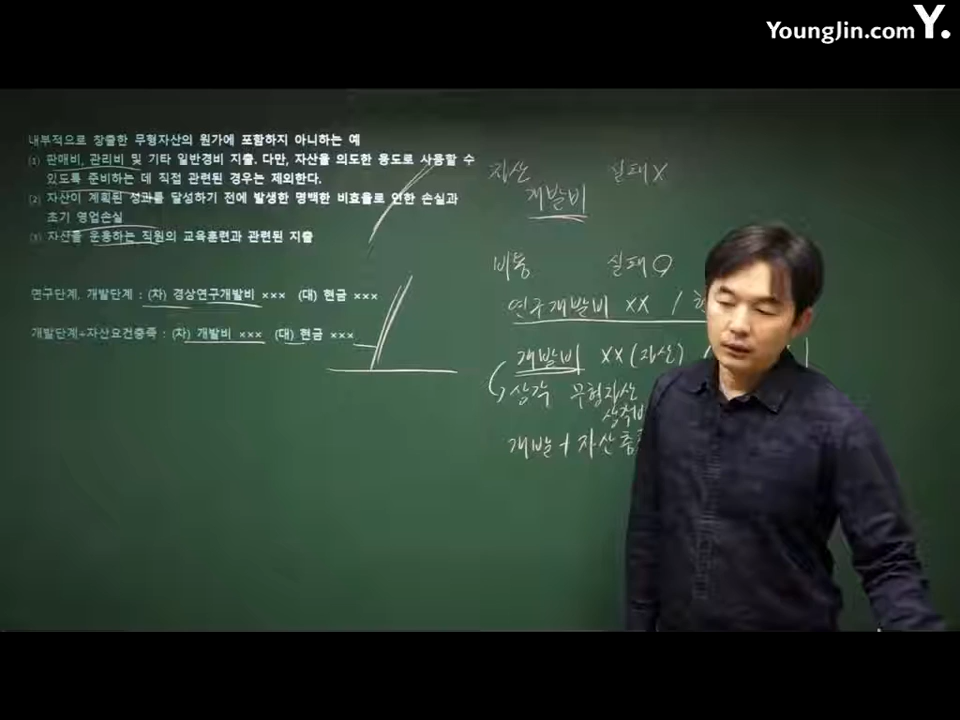 YoungJin.com Y.
내부적으로 창출한 무형자산의 원가에 포함하지 아니하는 예
(1) 판매비, 관리비 및 기타 일반경비 지출. 다만, 자산을 의도한 용도로 사용할 수
있도록 준비하는 데 직접 관련된 경우는 제외한다.
(2) 자산이 계획된 성과를 달성하기 전에 발생한 명백한 비효율로 인한 손실과
초기 영업손실
(3) 자산을 운용하는 직원의 교육훈련과 관련된 지출
연구단계, 개발단계 : (차) 경상연구개발비 ××× (대) 현금 ×××
개발단계+자산요건충족 : (차) 개발비 ××× (대) 현금 ×××
자산 실패 X
개발비
비용 실패 O
연구개발비 XX / 현
개발비 XX (자산) /
상각 무형자산
상각비
개발 + 자산충